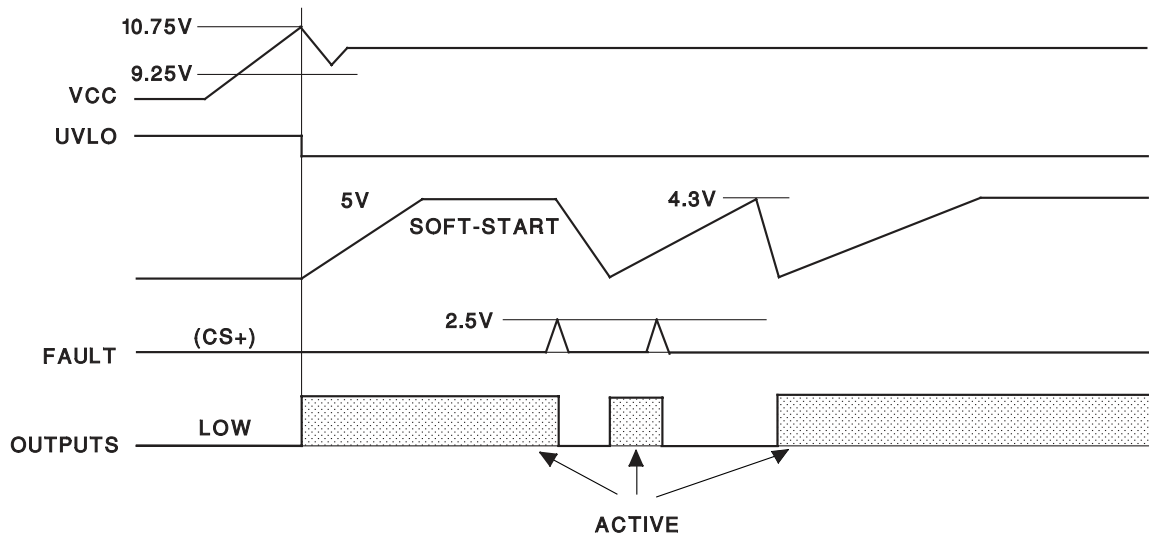 10.75V
9.25V
VCC
UVLO
5V
4.3V
SOFT-START
2.5V
(CS+)
FAULT
LOW
OUTPUTS
ACTIVE